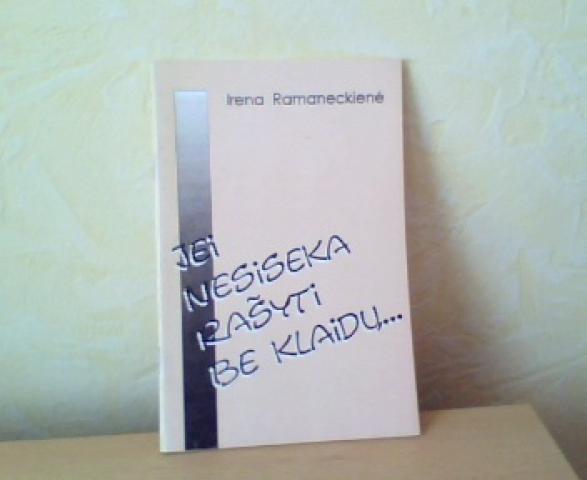 Irena Ramaneckienė
JEi
NESiSEKA
RAŠYTi
BE KLAiDŲ...